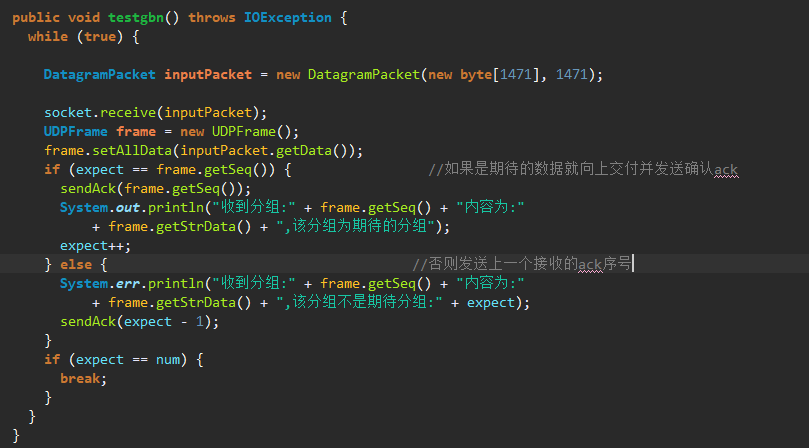 public void testgbn() throws IOException {
while (true) {
DatagramPacket inputPacket = new DatagramPacket(new byte[1471], 1471);
socket.receive(inputPacket);
UDPFrame frame = new UDPFrame();
frame.setAllData(inputPacket.getData());
if (expect == frame.getSeq()) { //如果是期待的数据就向上交付并发送确认ack
sendAck(frame.getSeq());
System.out.println("收到分组:" + frame.getSeq() + "内容为:"
+ frame.getStrData() + ",该分组为期待的分组");
expect++;
} else { //否则发送上一个接收的ack序号
System.err.println("收到分组:" + frame.getSeq() + "内容为:"
+ frame.getStrData() + ",该分组不是期待分组:" + expect);
sendAck(expect - 1);
}
if (expect == num) {
break;
}
}
}